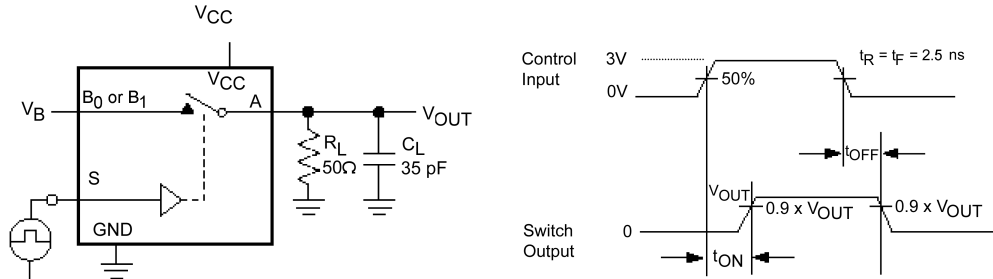 VCC
VCC
B0 or B1
A
VB
VOUT
RL
50Ω
CL
35 pF
S
GND
Control
Input
3V
0V
50%
tR = tF = 2.5 ns
tOFF
VOUT
0.9 x VOUT
0.9 x VOUT
Switch
Output
0
tON